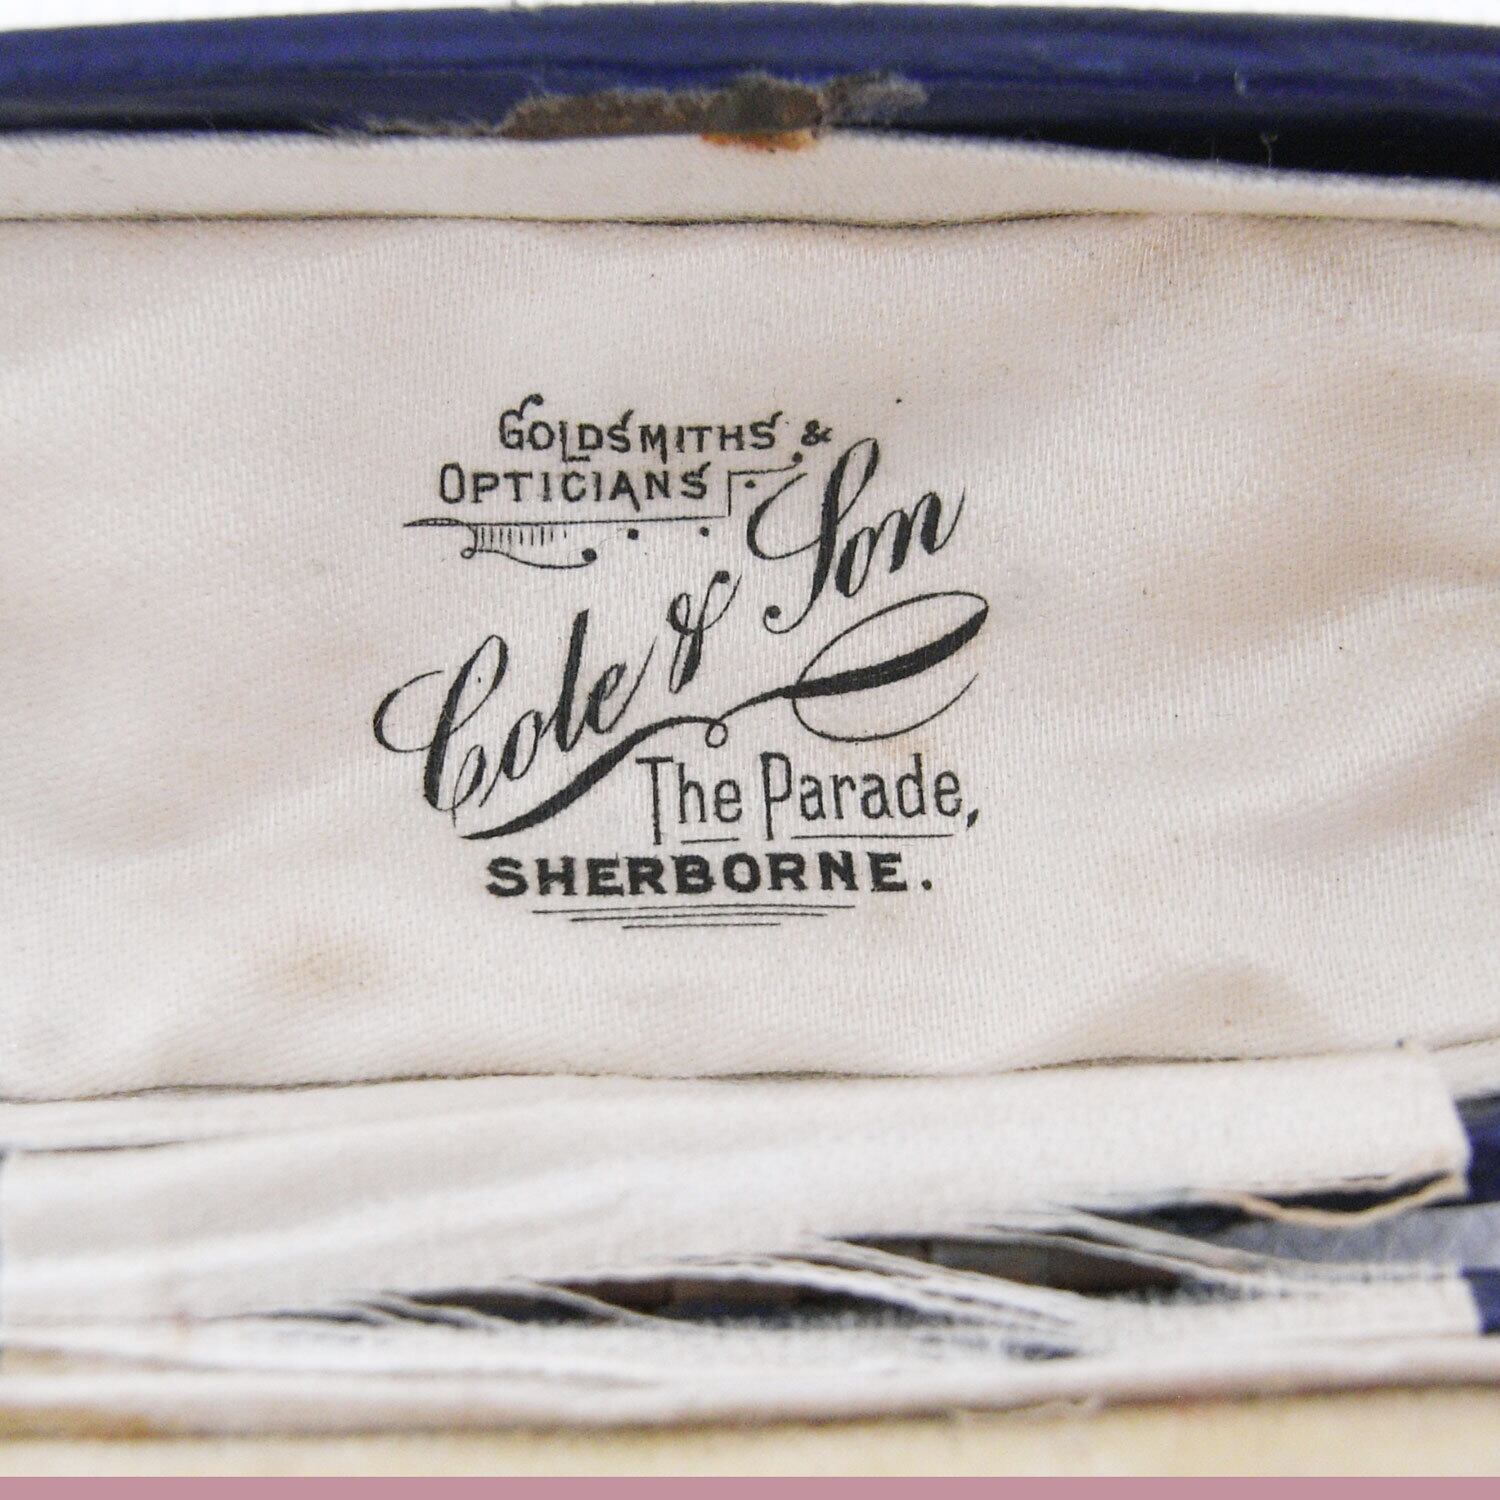 GOLDSMITHS &
OPTICIANS
Cole & Son
The Parade,
SHERBORNE.